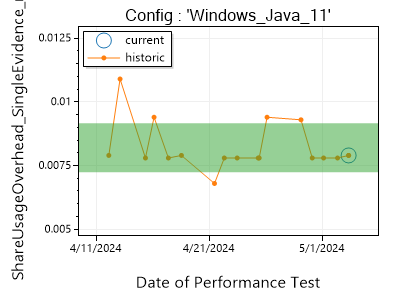 Config : 'Windows_Java_11'
current
historic
0.0125
0.01
0.0075
0.005
ShareUsageOverhead_SingleEvidence_
4/11/2024
4/21/2024
5/1/2024
Date of Performance Test